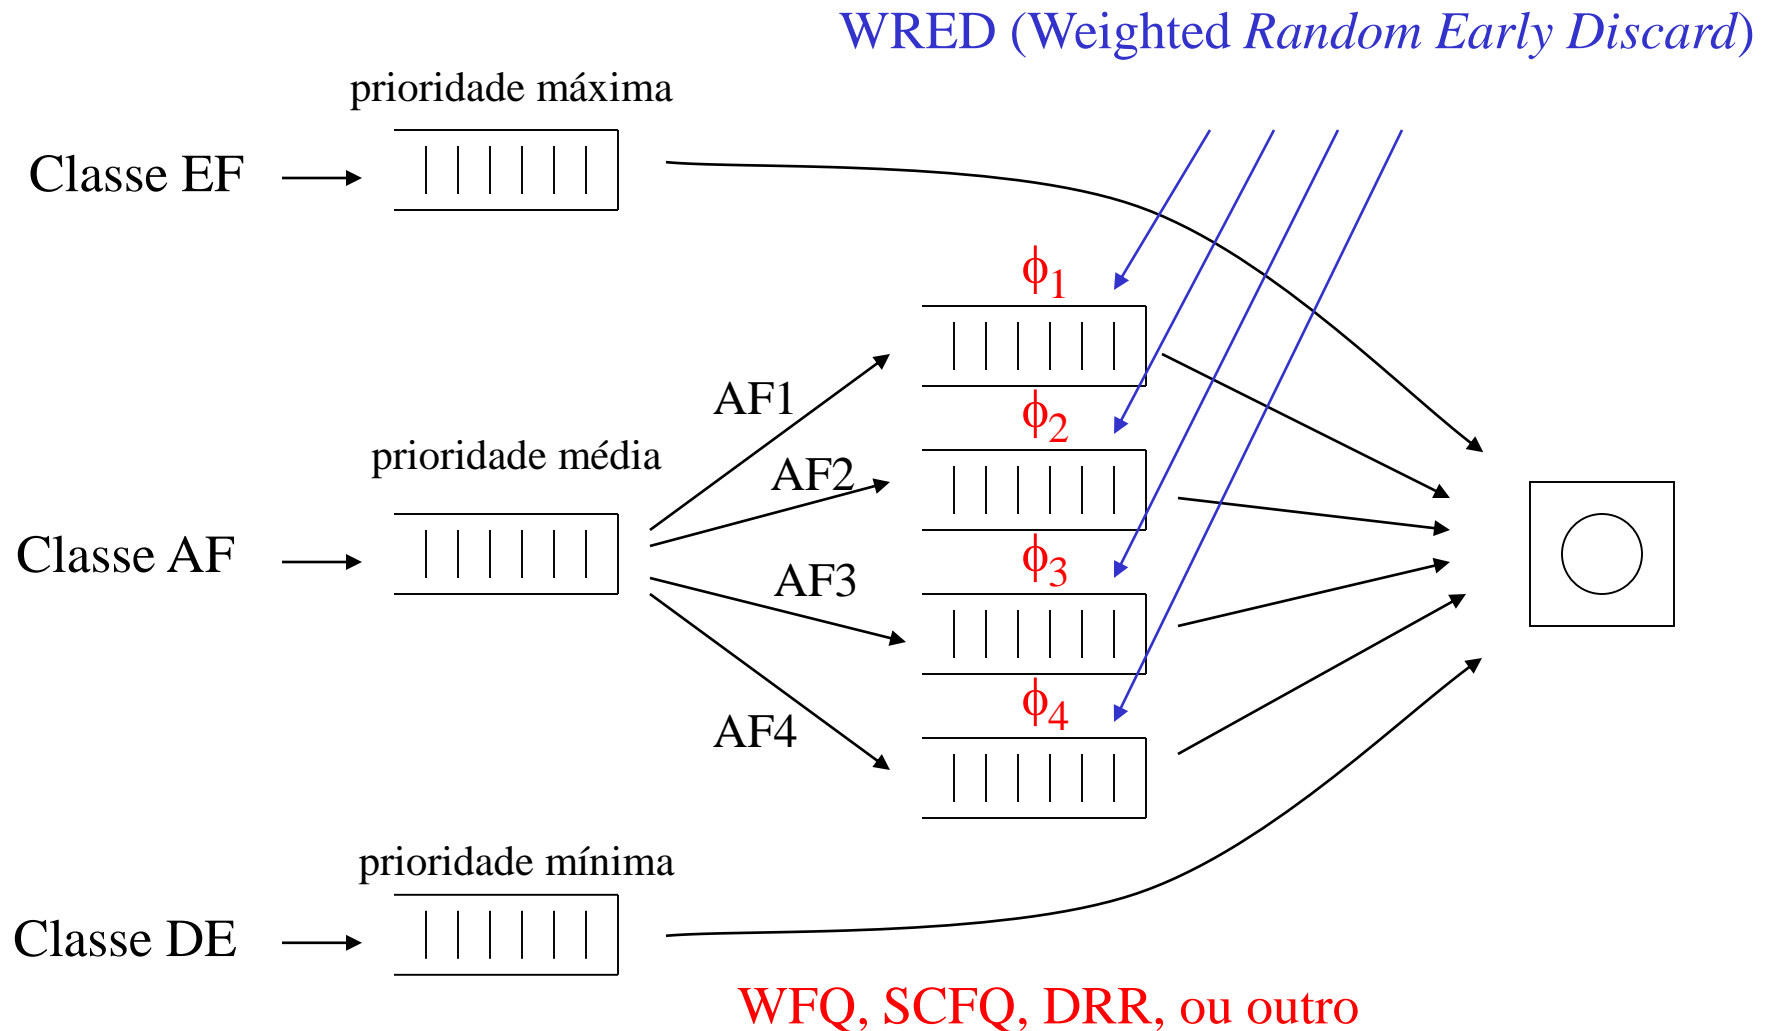 WRED (Weighted Random Early Discard)
prioridade máxima
Classe EF
ϕ1
AF1
ϕ2
prioridade média
AF2
Classe AF
ϕ3
AF3
ϕ4
AF4
prioridade mínima
Classe DE
WFQ, SCFQ, DRR, ou outro